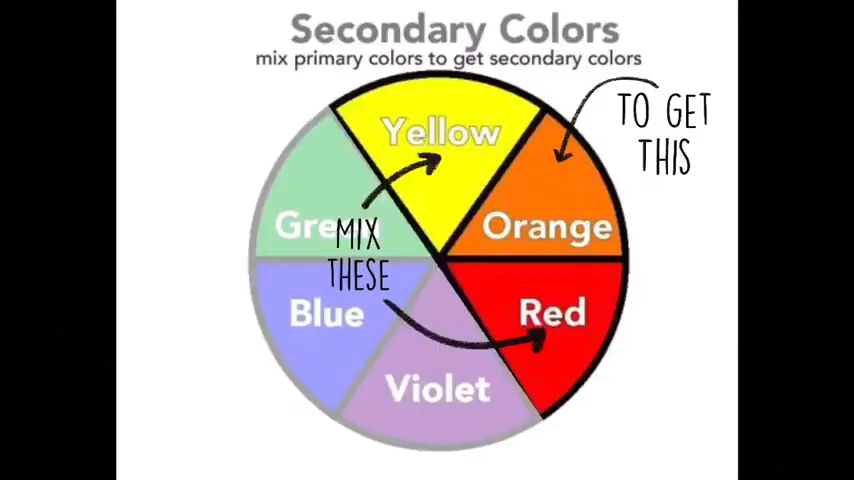 Secondary Colors
mix primary colors to get secondary colors
TO GET
THIS
Yellow
Green
Orange
MIX
THESE
Blue
Red
Violet